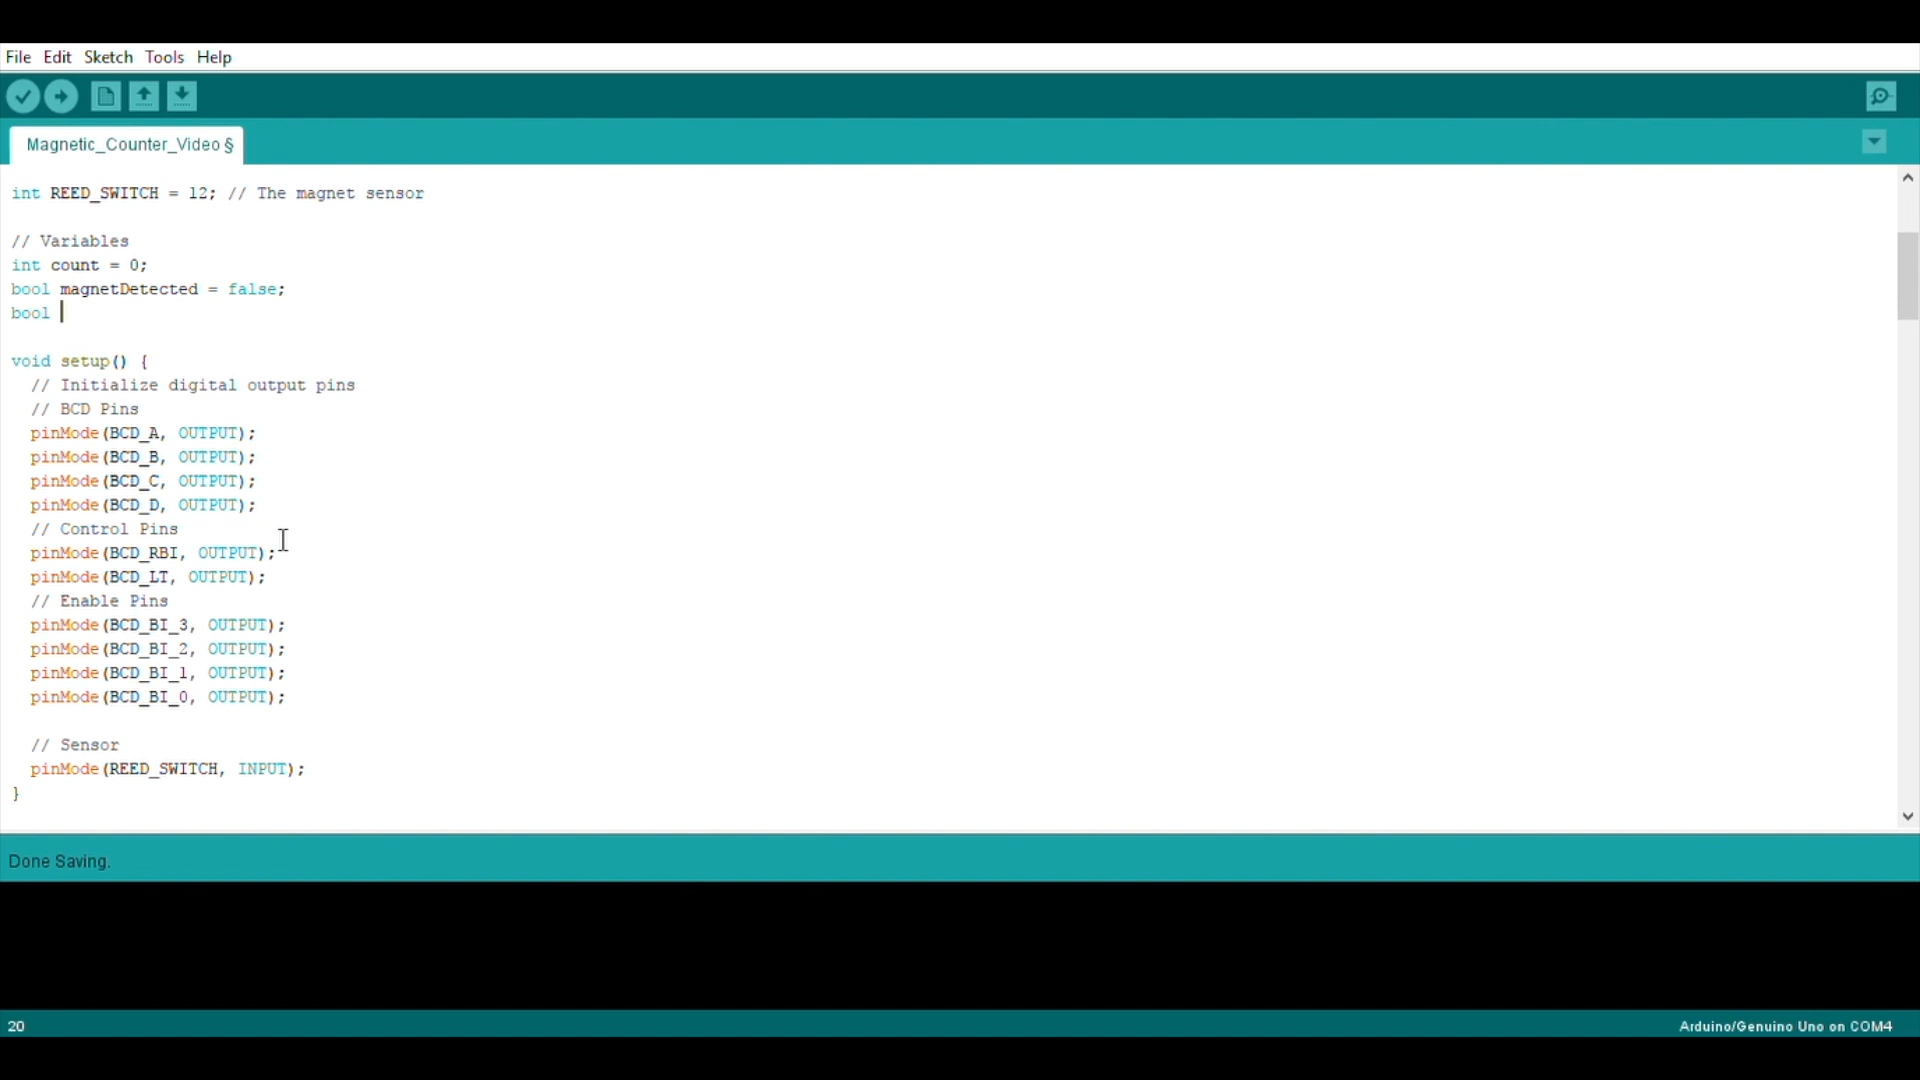 File Edit Sketch Tools Help
Magnetic_Counter_Video §
int REED_SWITCH = 12; // The magnet sensor
// Variables
int count = 0;
bool magnetDetected = false;
bool
void setup() {
// Initialize digital output pins
// BCD Pins
pinMode(BCD_A, OUTPUT);
pinMode(BCD_B, OUTPUT);
pinMode(BCD_C, OUTPUT);
pinMode(BCD_D, OUTPUT);
// Control Pins
pinMode(BCD_RBI, OUTPUT);
pinMode(BCD_LT, OUTPUT);
// Enable Pins
pinMode(BCD_BI_3, OUTPUT);
pinMode(BCD_BI_2, OUTPUT);
pinMode(BCD_BI_1, OUTPUT);
pinMode(BCD_BI_0, OUTPUT);
// Sensor
pinMode(REED_SWITCH, INPUT);
}
Done Saving.
20
Arduino/Genuino Uno on COM4